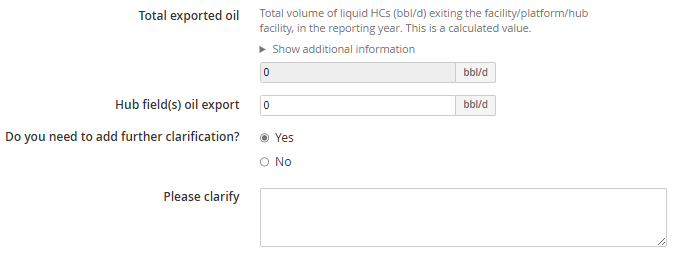 Total exported oil
Total volume of liquid HCs (bbl/d) exiting the facility/platform/hub
facility, in the reporting year. This is a calculated value.
Show additional information
0 bbl/d
Hub field(s) oil export
0 bbl/d
Do you need to add further clarification?
Yes
No
Please clarify